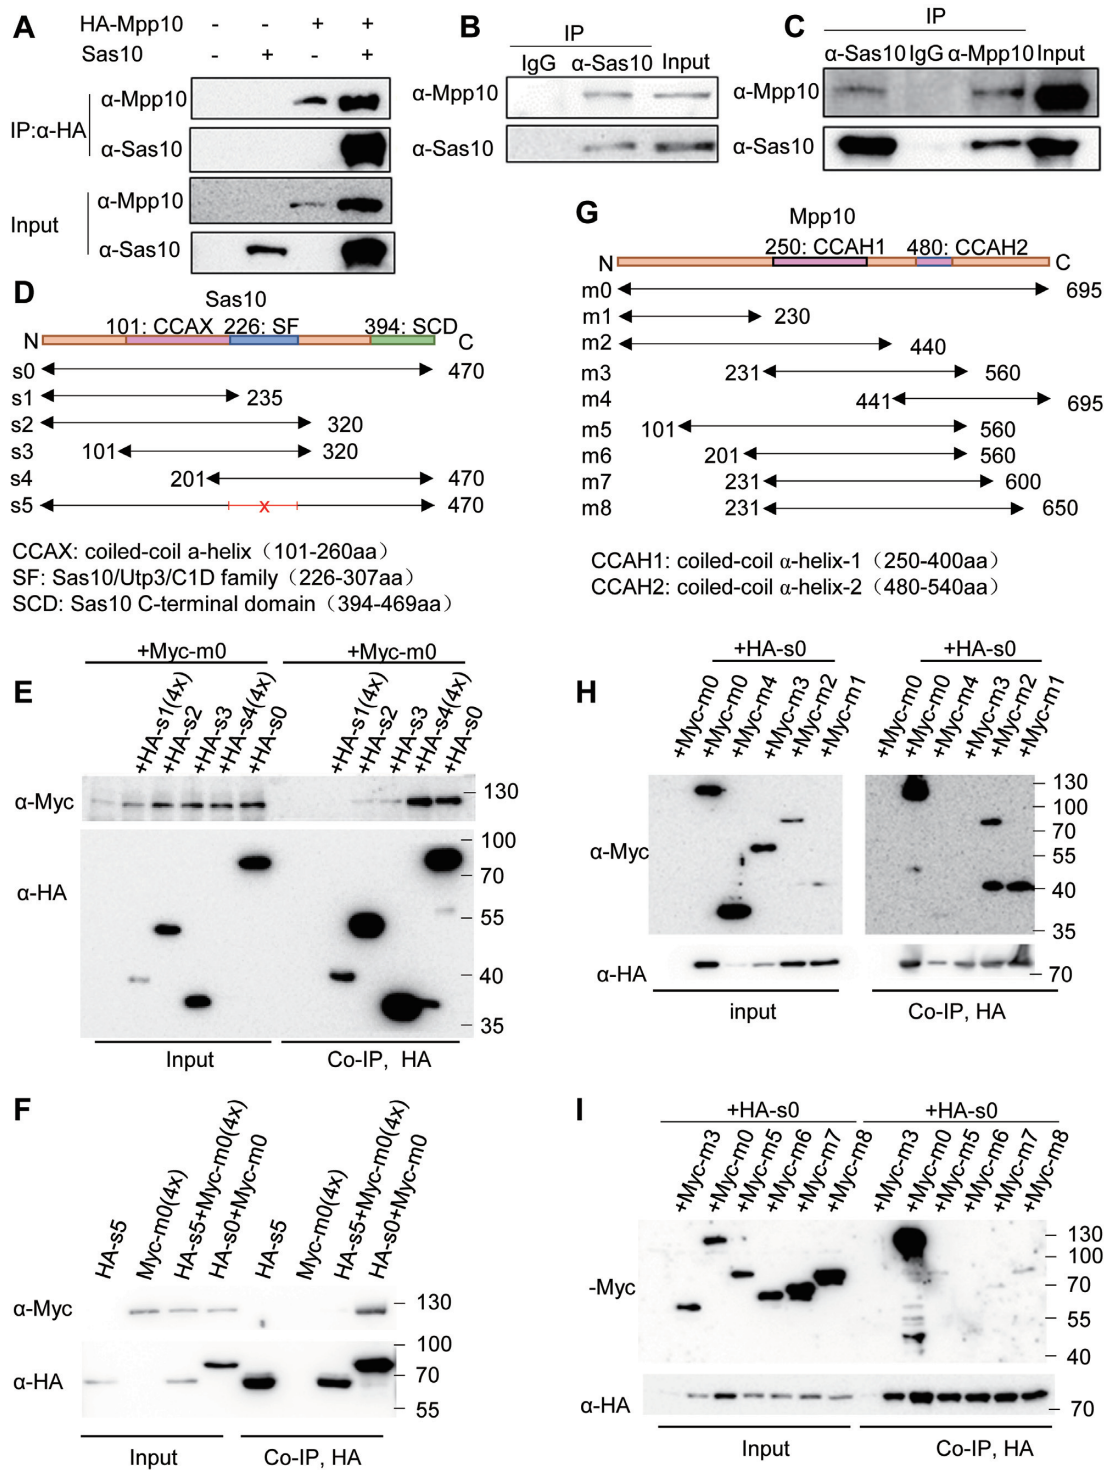 A
HA-Mpp10 - - + +
Sas10 - + - +
IP:α-HA
α-Mpp10
α-Sas10
Input
α-Mpp10
α-Sas10
B
IP
IgG α-Sas10 Input
α-Mpp10
α-Sas10
C
IP
α-Sas10 IgG α-Mpp10 Input
α-Mpp10
α-Sas10
D
Sas10
101: CCAX 226: SF 394: SCD
N C
s0 470
s1 235
s2 320
s3 101 320
s4 201 470
s5 x 470
CCAX: coiled-coil a-helix（101-260aa）
SF: Sas10/Utp3/C1D family（226-307aa）
SCD: Sas10 C-terminal domain（394-469aa）
G
Mpp10
250: CCAH1 480: CCAH2
N C
m0 695
m1 230
m2 440
m3 231 560
m4 441 695
m5 101 560
m6 201 560
m7 231 600
m8 231 650
CCAH1: coiled-coil α-helix-1（250-400aa）
CCAH2: coiled-coil α-helix-2（480-540aa）
E
+Myc-m0 +Myc-m0
+HA-s1(4x)
+HA-s2
+HA-s3
+HA-s4(4x)
+HA-s0
+HA-s1(4x)
+HA-s2
+HA-s3
+HA-s4(4x)
+HA-s0
α-Myc 130
α-HA
100
70
55
40
35
Input Co-IP, HA
H
+HA-s0 +HA-s0
+Myc-m0
+Myc-m0
+Myc-m4
+Myc-m3
+Myc-m2
+Myc-m1
+Myc-m0
+Myc-m0
+Myc-m4
+Myc-m3
+Myc-m2
+Myc-m1
α-Myc
130
100
70
55
40
35
α-HA 70
input Co-IP, HA
F
HA-s5
Myc-m0(4x)
HA-s5+Myc-m0(4x)
HA-s0+Myc-m0
HA-s5
Myc-m0(4x)
HA-s5+Myc-m0(4x)
HA-s0+Myc-m0
α-Myc 130
α-HA
100
70
55
Input Co-IP, HA
I
+HA-s0 +HA-s0
+Myc-m3
+Myc-m0
+Myc-m5
+Myc-m6
+Myc-m7
+Myc-m8
+Myc-m3
+Myc-m0
+Myc-m5
+Myc-m6
+Myc-m7
+Myc-m8
-Myc
130
100
70
55
40
α-HA 70
Input Co-IP, HA